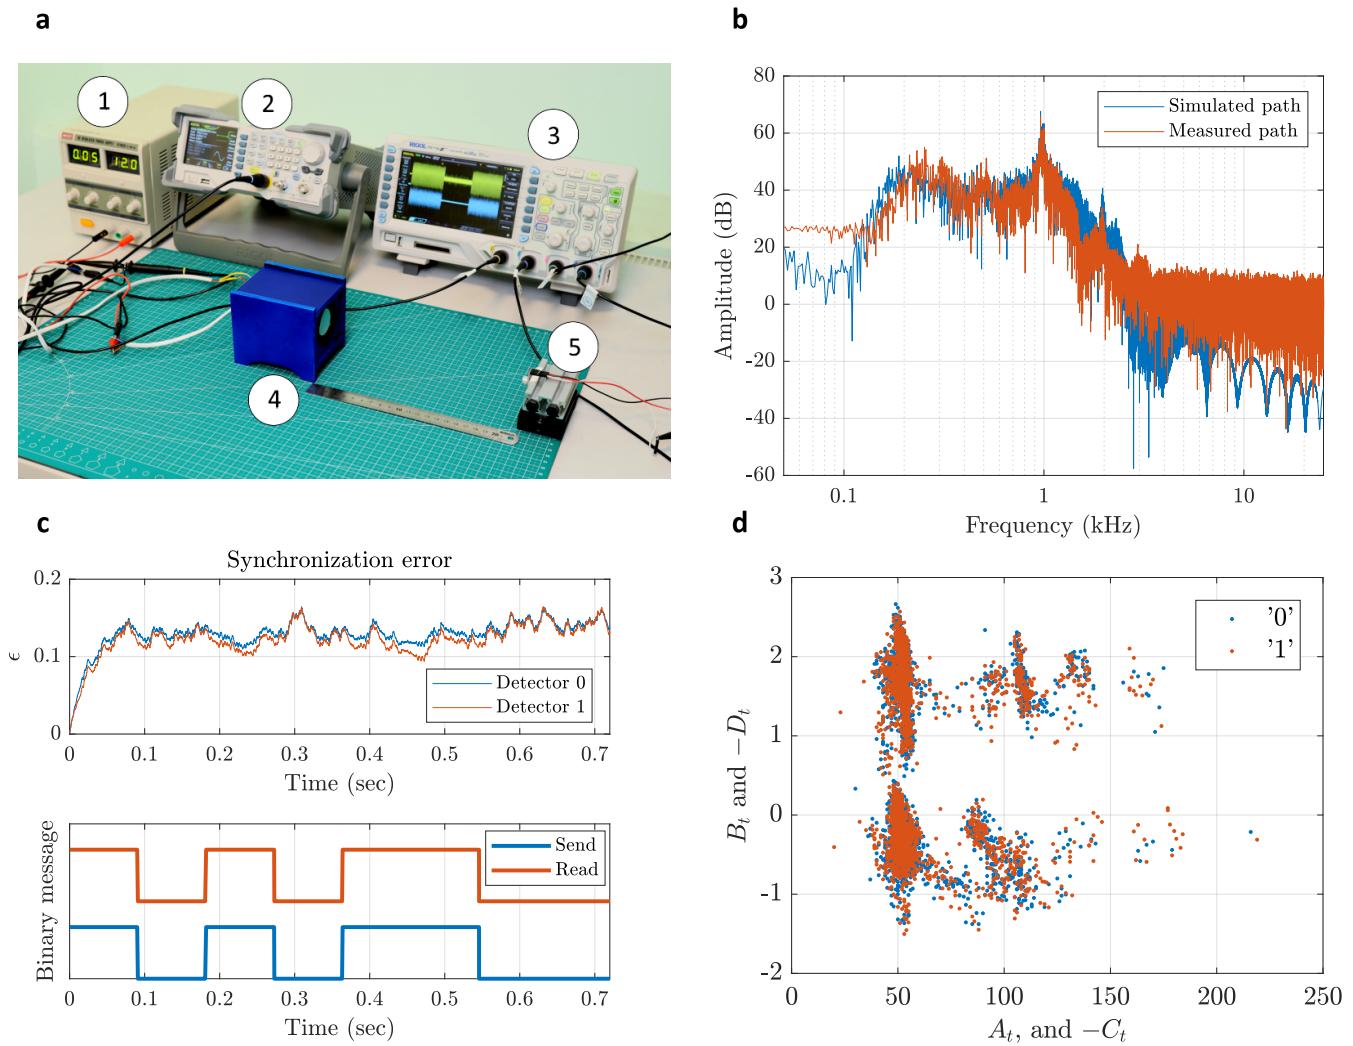 a
1
2
3
4
5
0.05 12.0
RIGOL
b
Simulated path
Measured path
80
60
40
20
0
-20
-40
-60
Amplitude (dB)
0.1 1 10
Frequency (kHz)
c
Synchronization error
0.2
0.1
0
ϵ
Detector 0
Detector 1
0 0.1 0.2 0.3 0.4 0.5 0.6 0.7
Time (sec)
Binary message
Send
Read
0 0.1 0.2 0.3 0.4 0.5 0.6 0.7
Time (sec)
d
'0'
'1'
3
2
1
0
-1
-2
B_t and −D_t
0 50 100 150 200 250
A_t, and −C_t